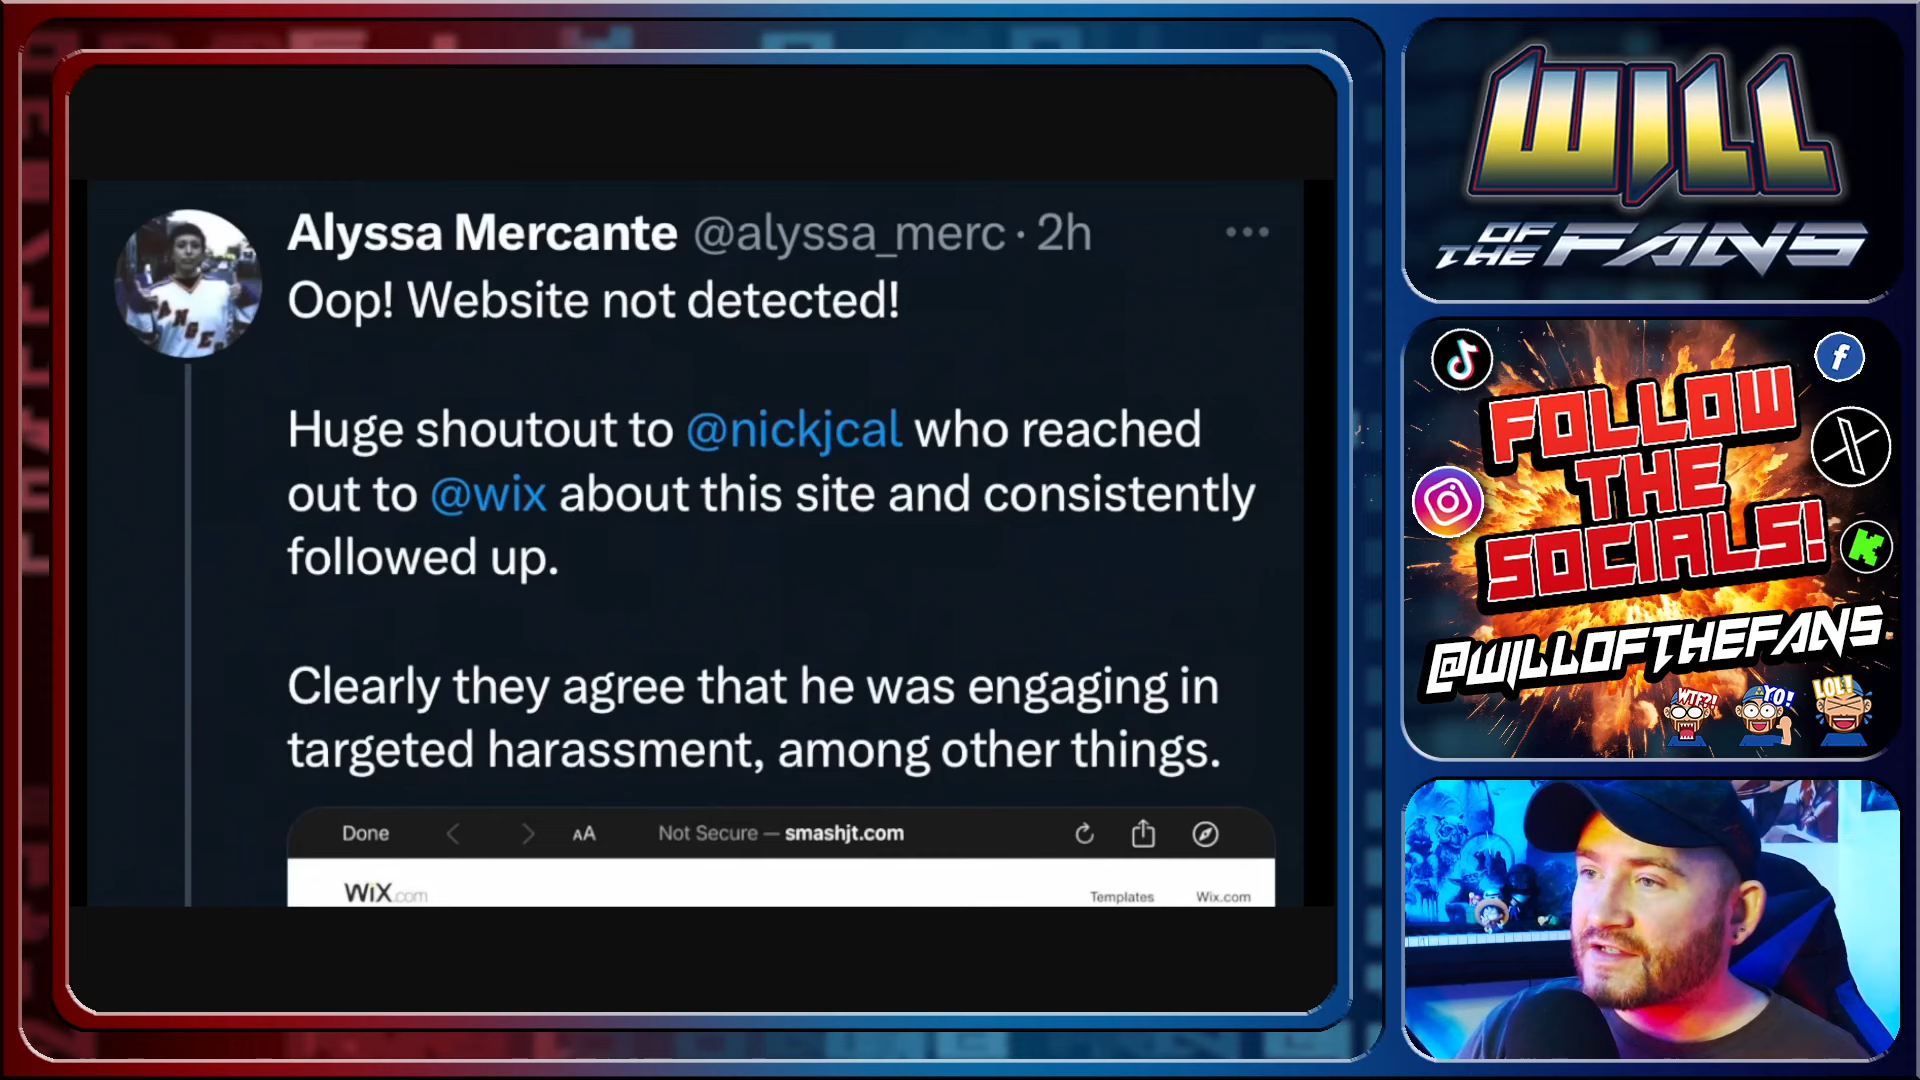 Alyssa Mercante @alyssa_merc · 2h
Oop! Website not detected!
Huge shoutout to @nickjcal who reached
out to @wix about this site and consistently
followed up.
Clearly they agree that he was engaging in
targeted harassment, among other things.
Done
AA
Not Secure — smashjt.com
WiX.com
Templates
Wix.com
WILL
OF
THE FANS
FOLLOW
THE
SOCIALS!
@WILLOFTHEFANS
WTF?!
YO!
LOL!